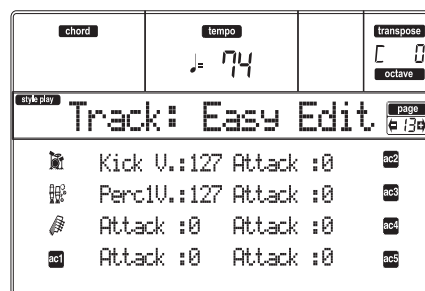 chord tempo transpose
♩= 74 C 0
octave
style play Track: Easy Edit page
13
Kick V.:127 Attack :0 ac2
Perc1V.:127 Attack :0 ac3
Attack :0 Attack :0 ac4
ac1 Attack :0 Attack :0 ac5